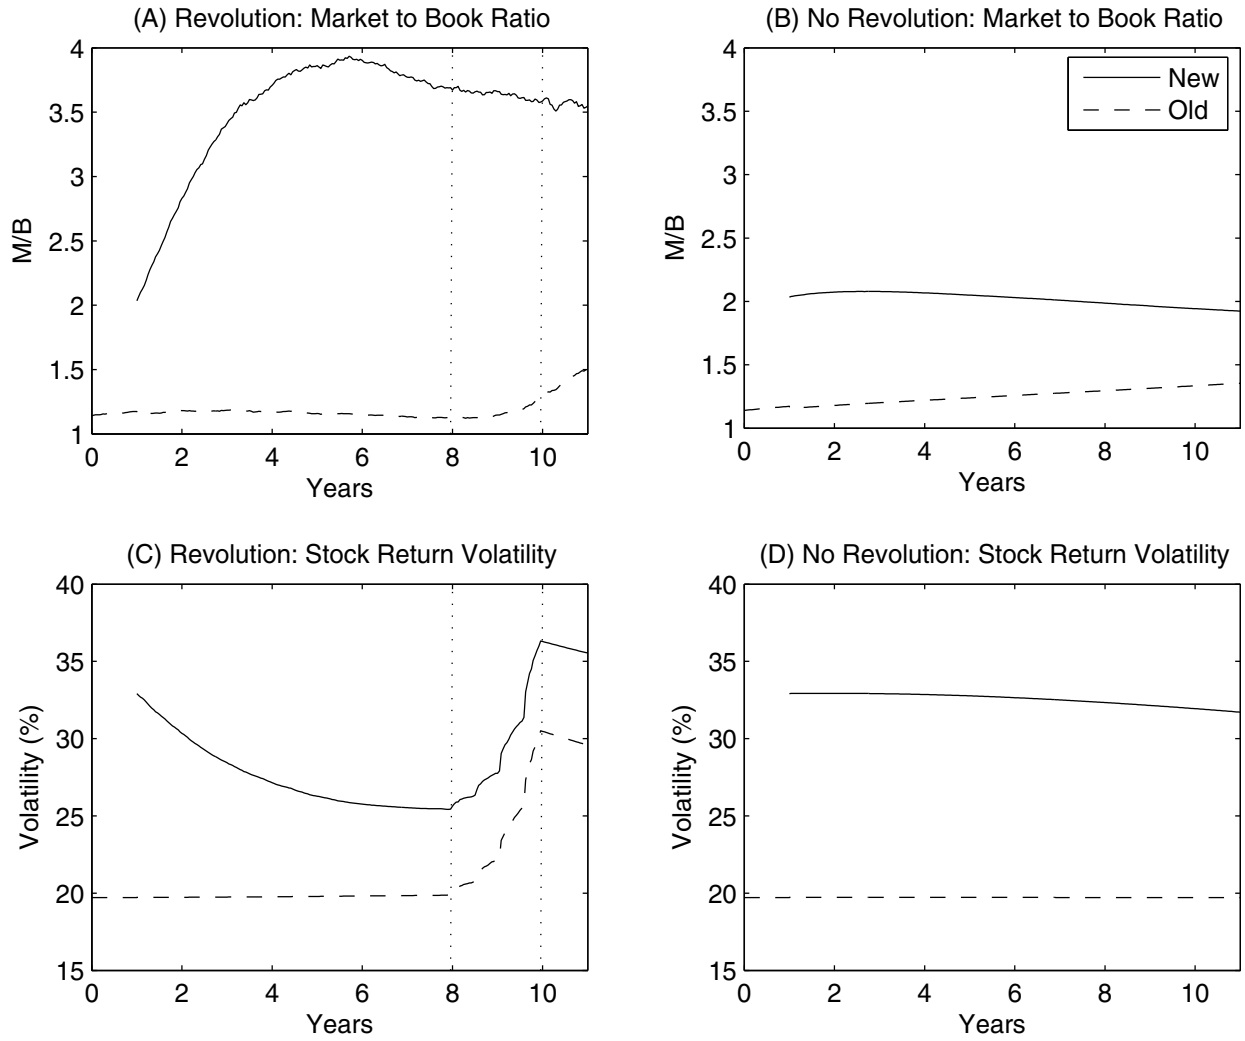 (A) Revolution: Market to Book Ratio
4
3.5
3
2.5
2
1.5
1
M/B
0 2 4 6 8 10
Years
(B) No Revolution: Market to Book Ratio
4
3.5
3
2.5
2
1.5
1
M/B
New
Old
0 2 4 6 8 10
Years
(C) Revolution: Stock Return Volatility
40
35
30
25
20
15
Volatility (%)
0 2 4 6 8 10
Years
(D) No Revolution: Stock Return Volatility
40
35
30
25
20
15
Volatility (%)
0 2 4 6 8 10
Years